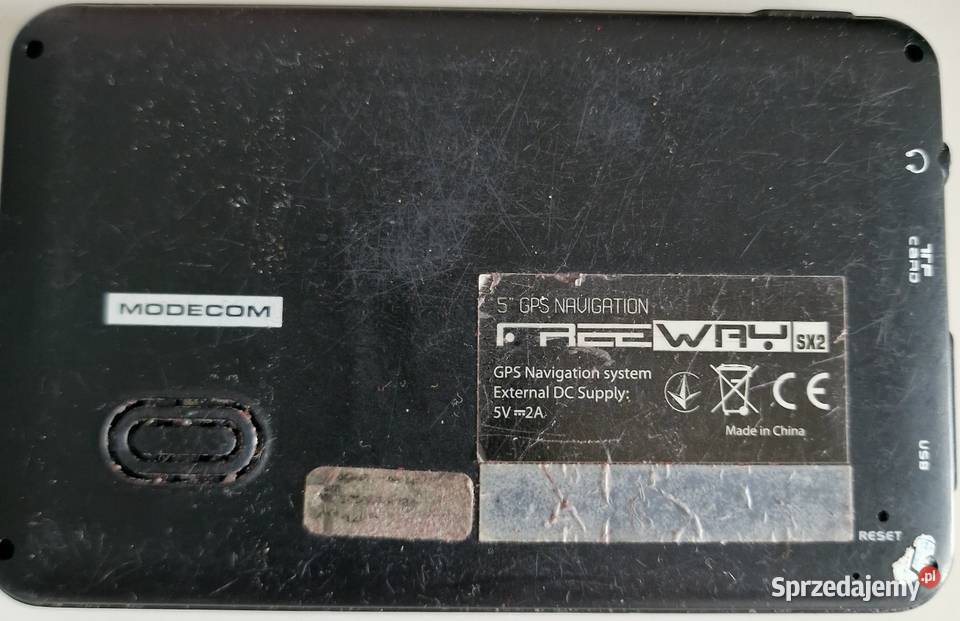 TF
CARD
MODECOM
5" GPS NAVIGATION
FREEWAY SX2
GPS Navigation system
External DC Supply:
5V⎓2A
CE
Made in China
USB
RESET
Sprzedajemy.pl